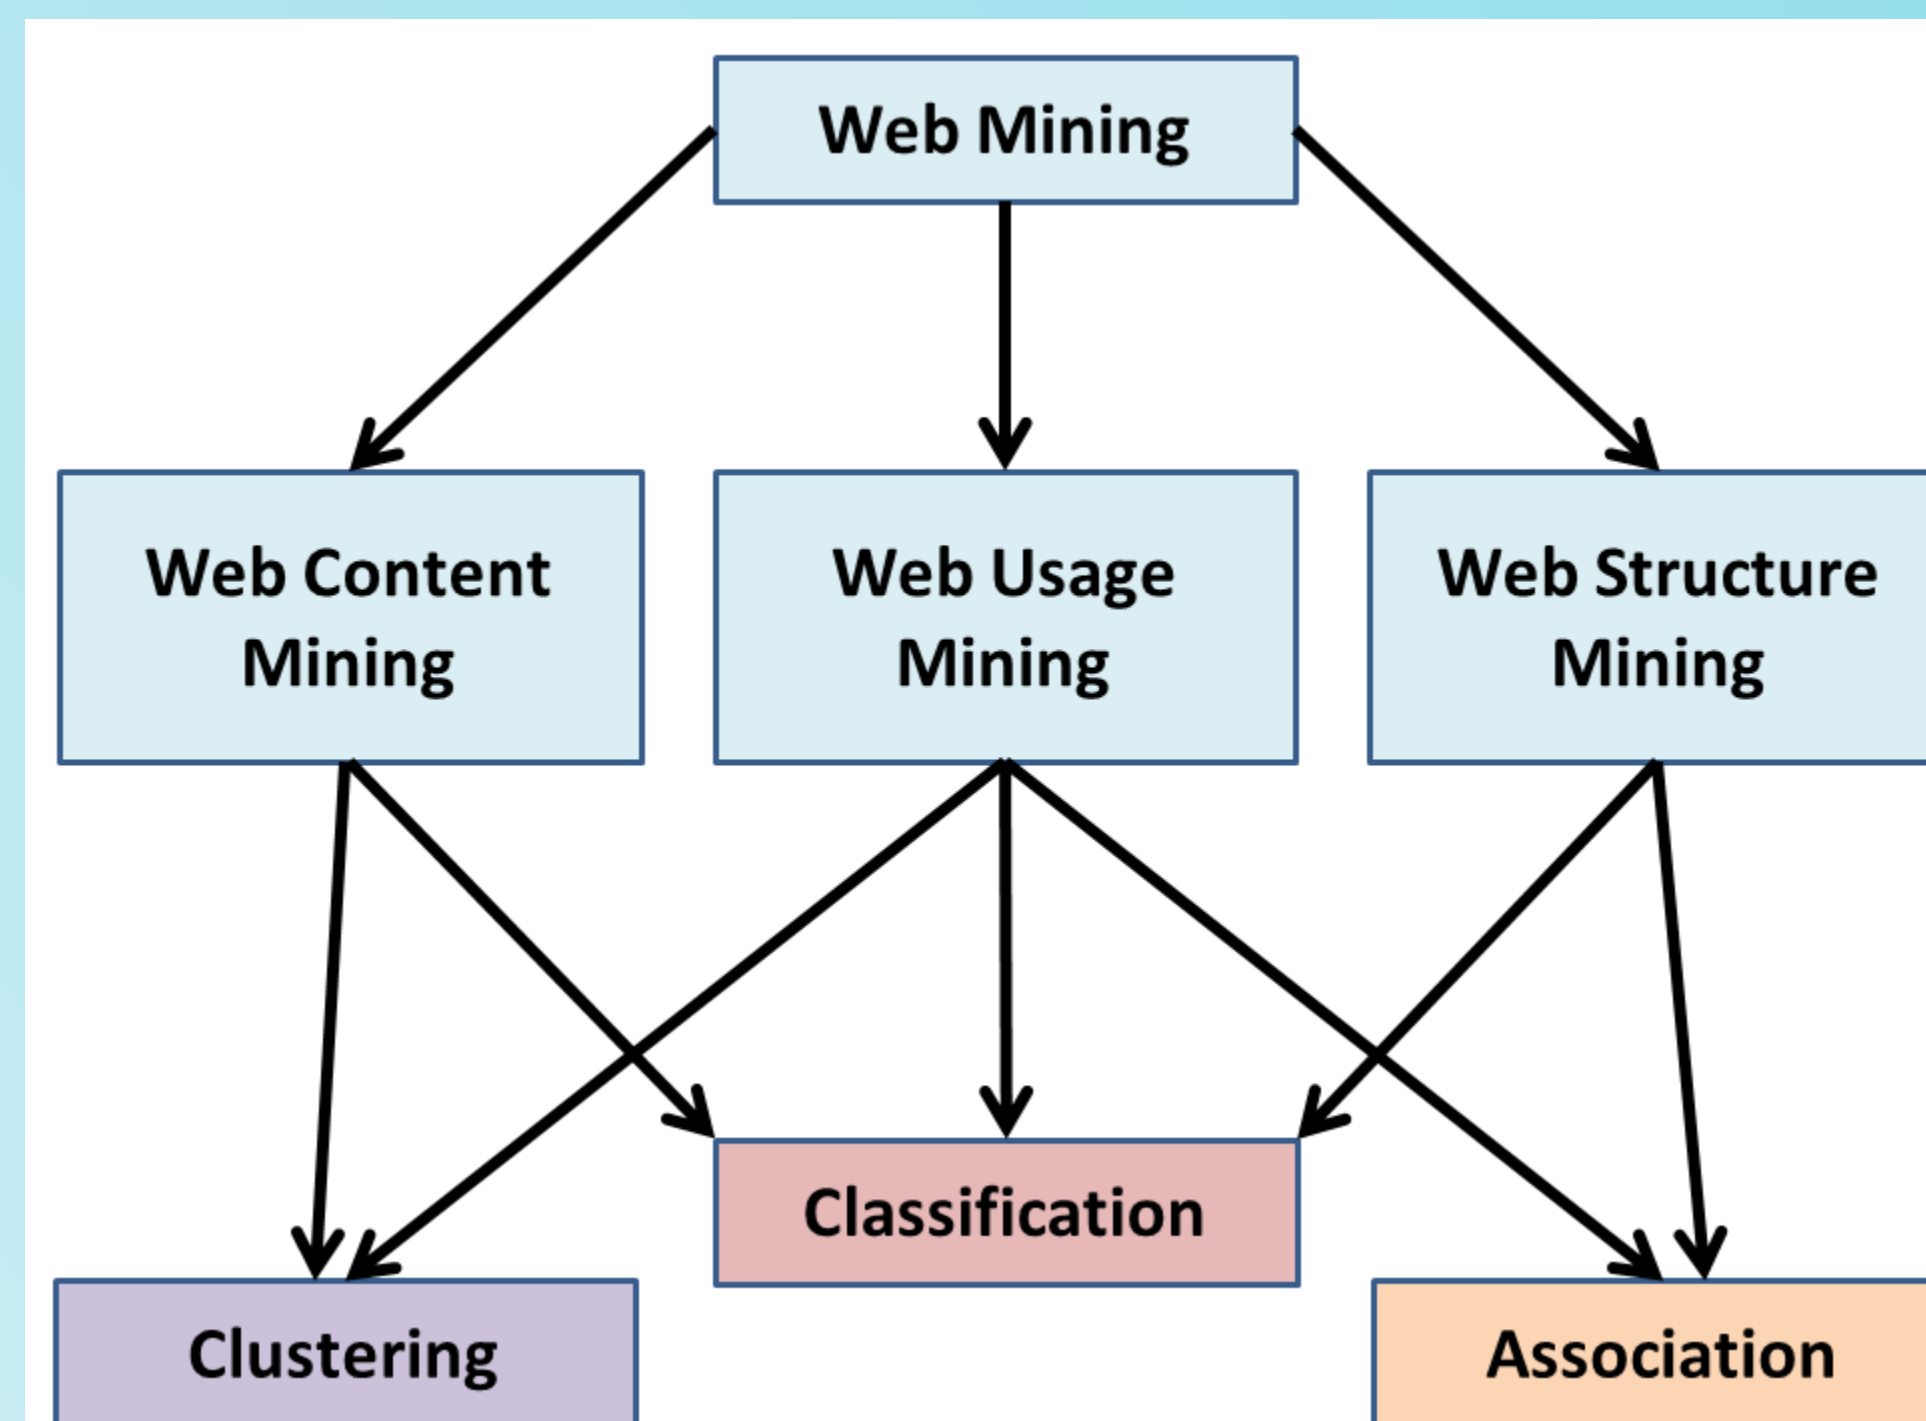 Web Mining
Web Content
Mining
Web Usage
Mining
Web Structure
Mining
Classification
Clustering
Association